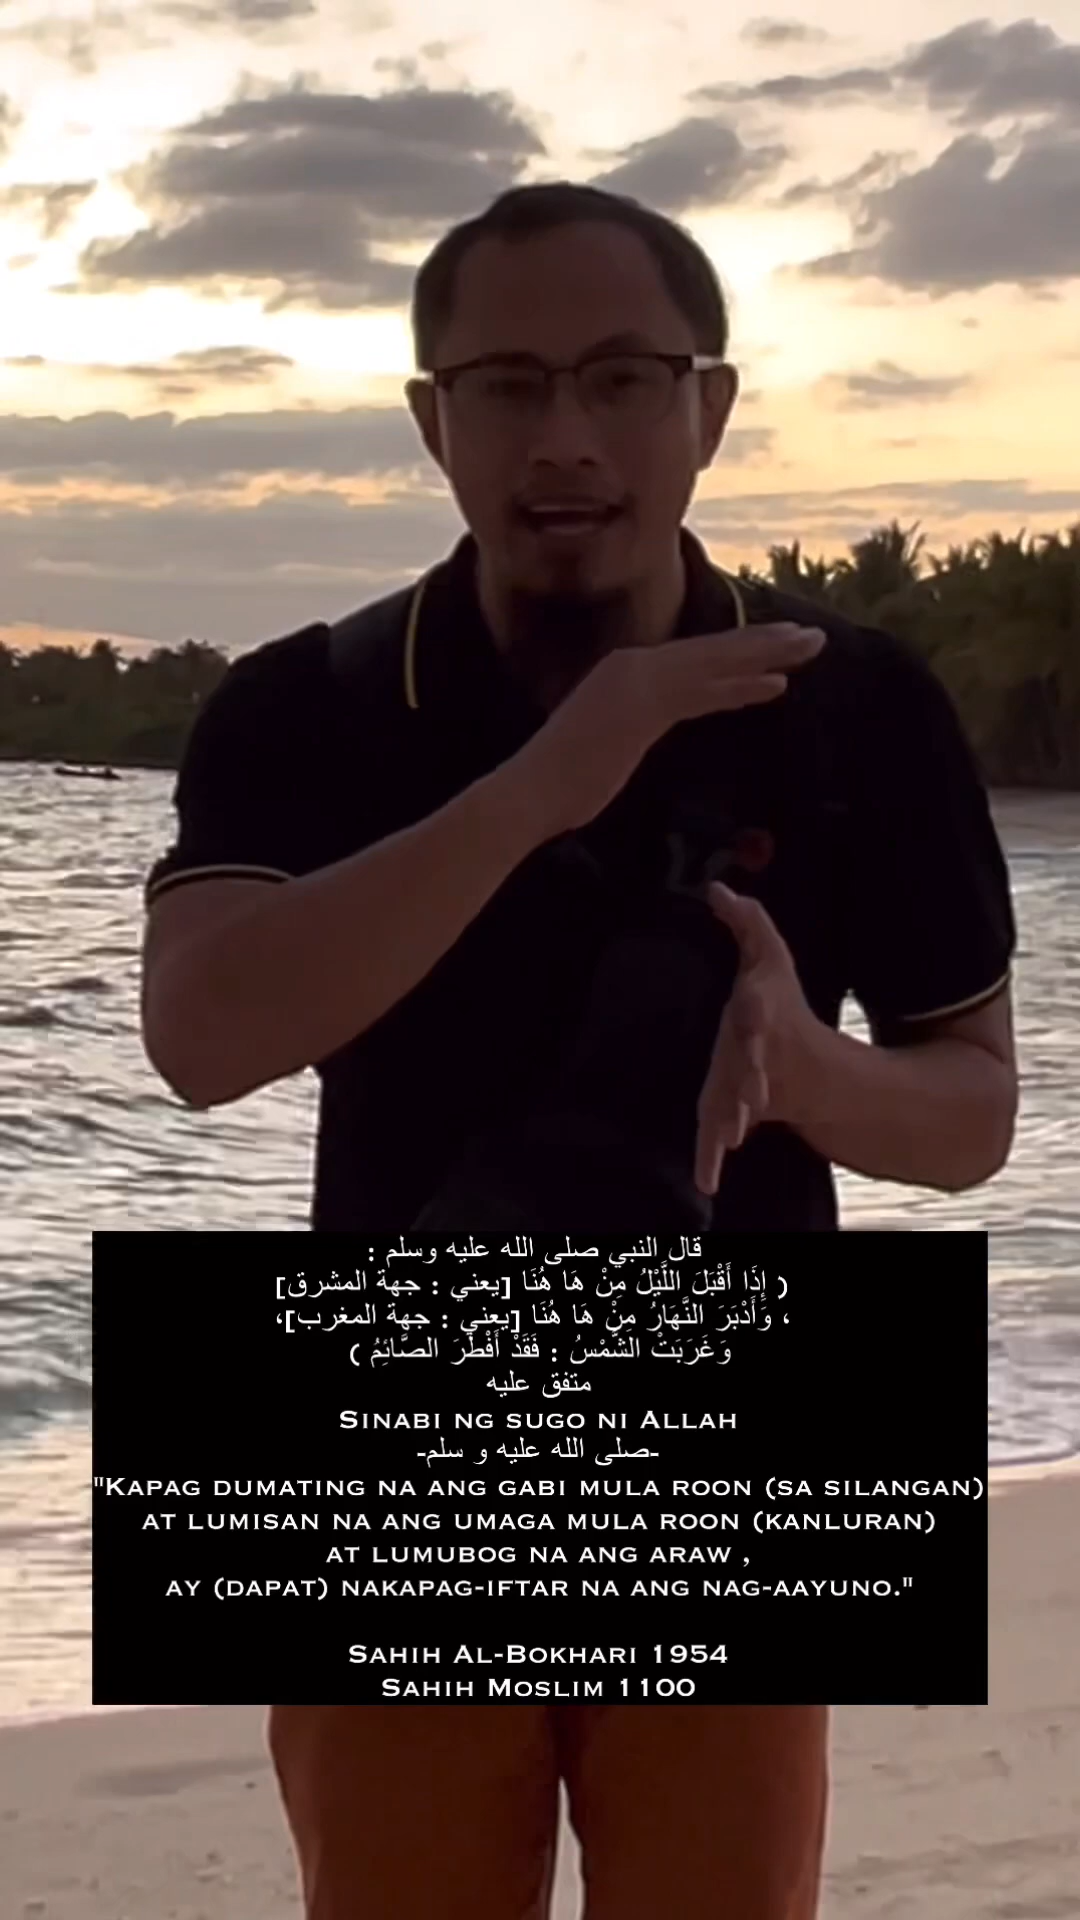 قال النبي صلى الله عليه وسلم :
( إِذَا أَقْبَلَ اللَّيْلُ مِنْ هَا هُنَا [يعني : جهة المشرق]
، وَأَدْبَرَ النَّهَارُ مِنْ هَا هُنَا [يعني : جهة المغرب]،
وَغَرَبَتْ الشَّمْسُ : فَقَدْ أَفْطَرَ الصَّائِمُ )
متفق عليه
Sinabi ng sugo ni Allah
-صلى الله عليه و سلم-
"Kapag dumating na ang gabi mula roon (sa silangan)
at lumisan na ang umaga mula roon (kanluran)
at lumubog na ang araw ,
ay (dapat) nakapag-iftar na ang nag-aayuno."
Sahih Al-Bokhari 1954
Sahih Moslim 1100